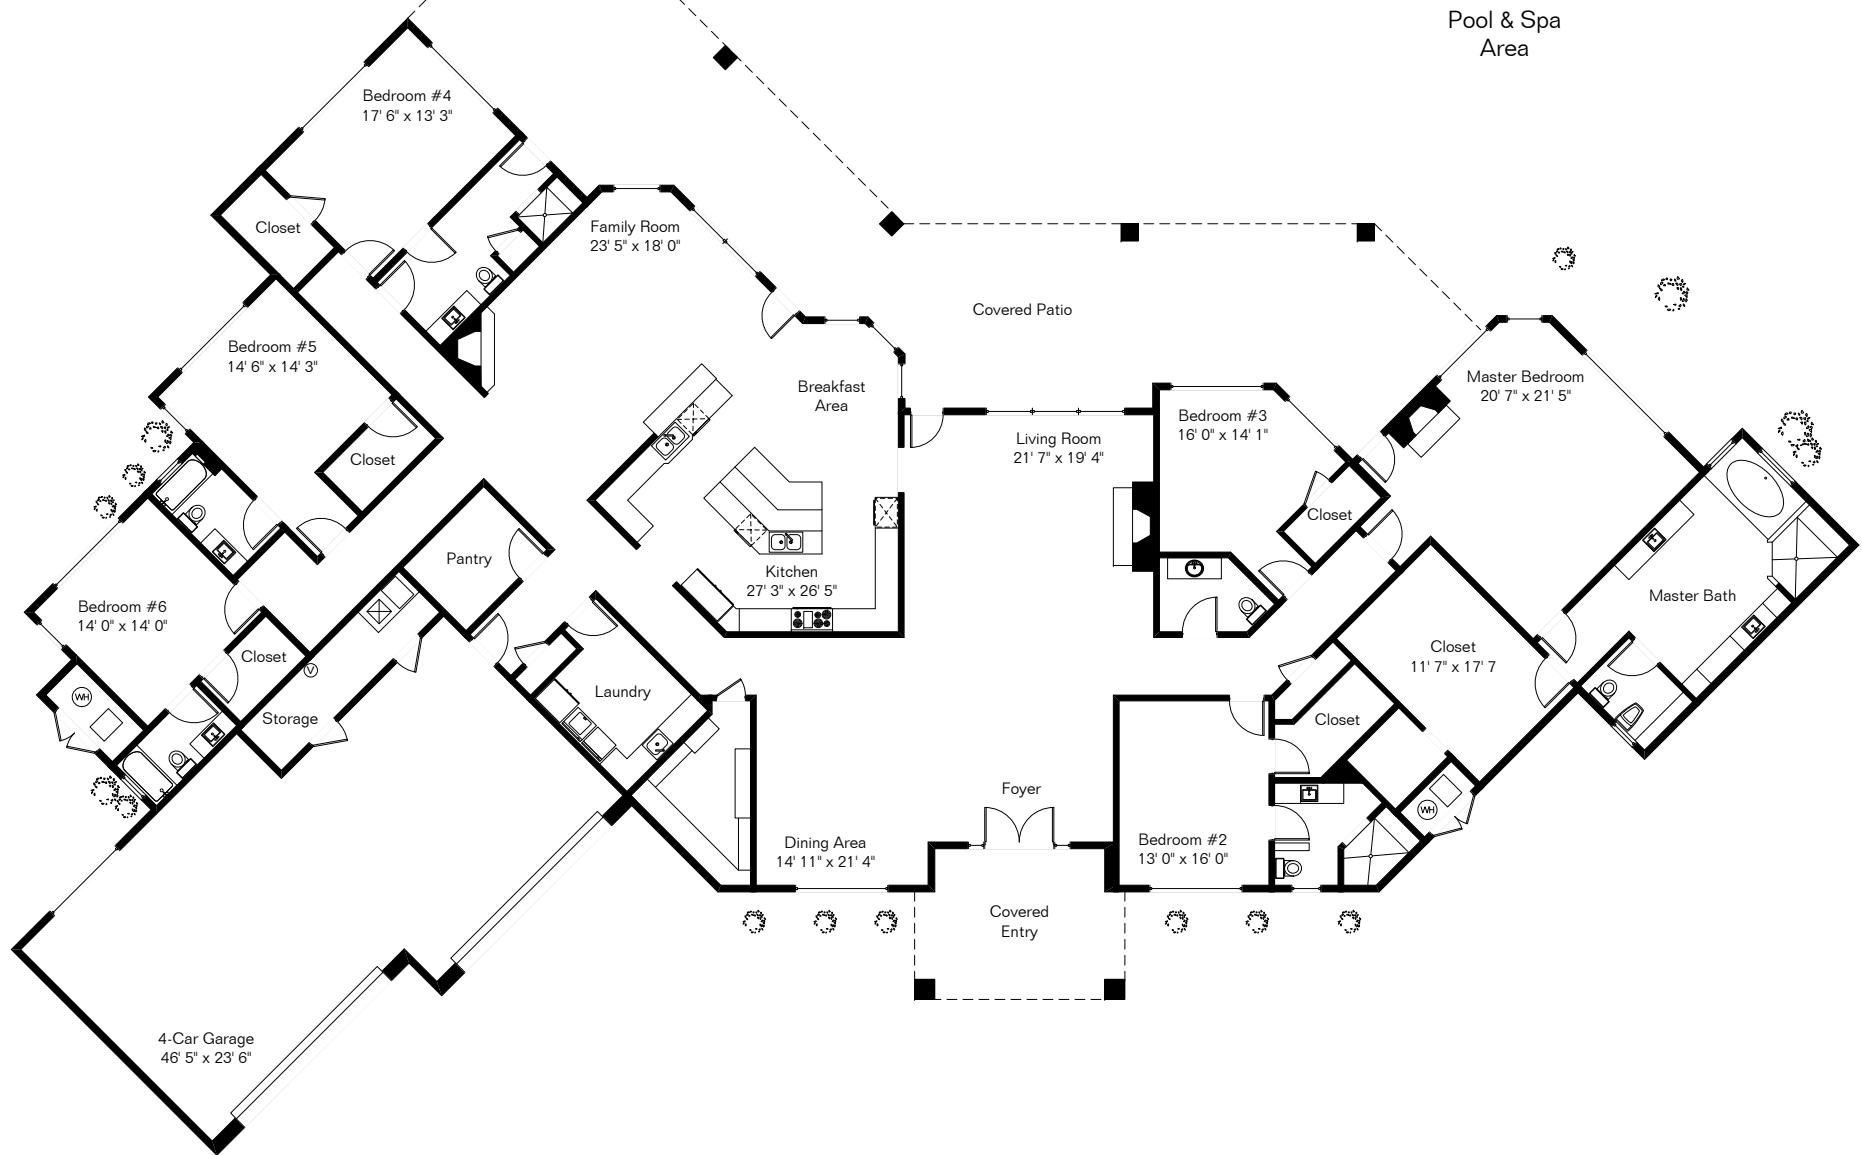 Pool & Spa
Area
Bedroom #4
17' 6" x 13' 3"
Closet
Family Room
23' 5" x 18' 0"
Covered Patio
Bedroom #5
14' 6" x 14' 3"
Breakfast
Area
Master Bedroom
20' 7" x 21' 5"
Bedroom #3
16' 0" x 14' 1"
Living Room
21' 7" x 19' 4"
Closet
Closet
Pantry
Kitchen
27' 3" x 26' 5"
Master Bath
Bedroom #6
14' 0" x 14' 0"
Closet
Closet
11' 7" x 17' 7
V
WH
Laundry
Storage
Closet
Foyer
WH
Dining Area
14' 11" x 21' 4"
Bedroom #2
13' 0" x 16' 0"
Covered
Entry
4-Car Garage
46' 5" x 23' 6"